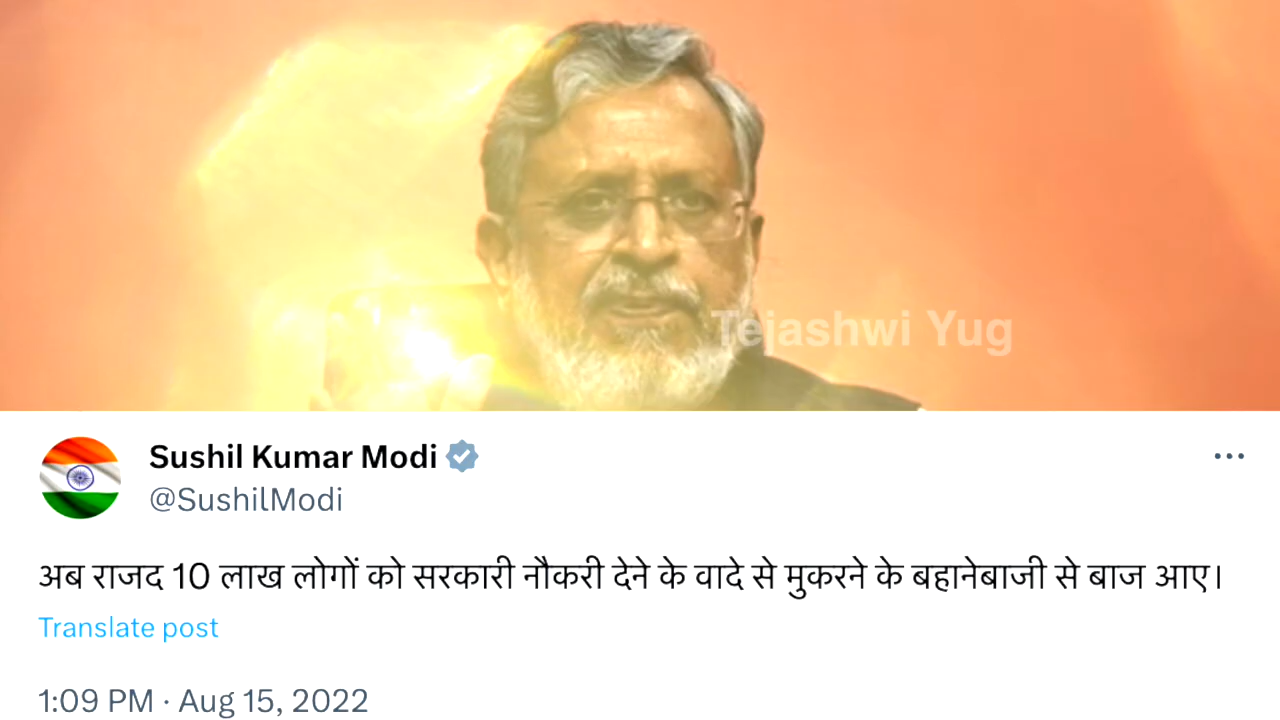 Tejashwi Yug
Sushil Kumar Modi
@SushilModi
अब राजद 10 लाख लोगों को सरकारी नौकरी देने के वादे से मुकरने के बहानेबाजी से बाज आए।
Translate post
1:09 PM · Aug 15, 2022